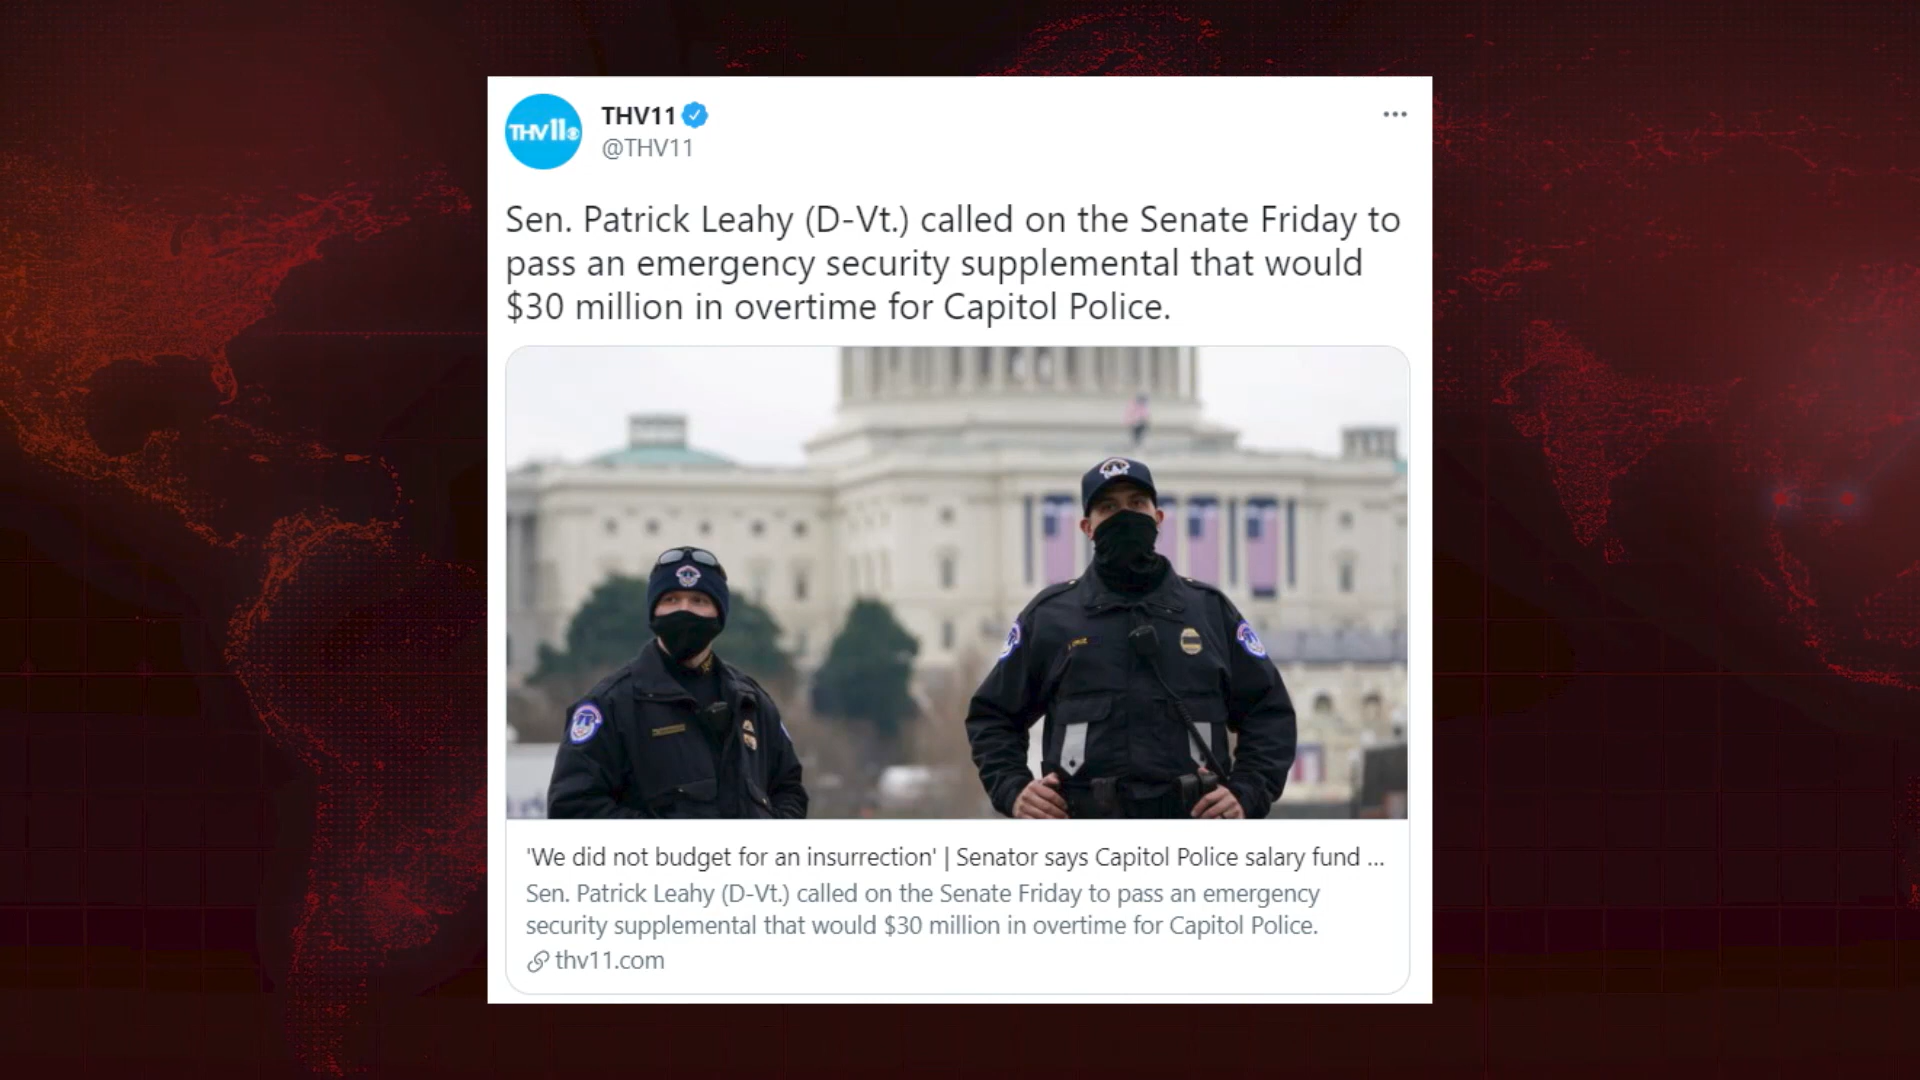 THV11
THV11
@THV11
Sen. Patrick Leahy (D-Vt.) called on the Senate Friday to
pass an emergency security supplemental that would
$30 million in overtime for Capitol Police.
'We did not budget for an insurrection' | Senator says Capitol Police salary fund ...
Sen. Patrick Leahy (D-Vt.) called on the Senate Friday to pass an emergency
security supplemental that would $30 million in overtime for Capitol Police.
thv11.com